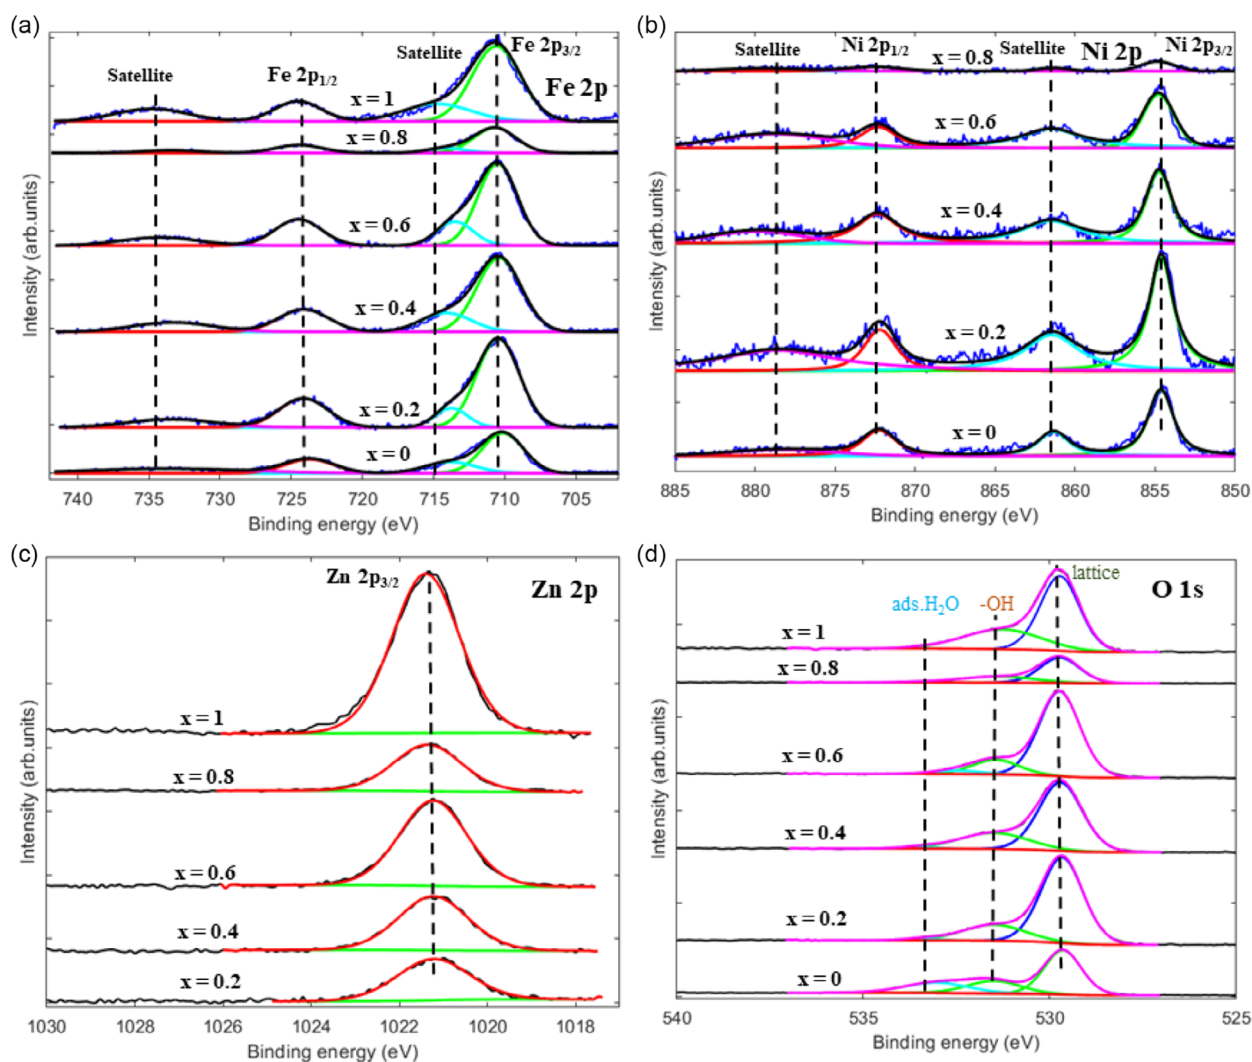 (a)
Satellite
Fe 2p1/2
Satellite
Fe 2p3/2
Fe 2p
x = 1
x = 0.8
x = 0.6
x = 0.4
x = 0.2
x = 0
Intensity (arb.units)
740 735 730 725 720 715 710 705
Binding energy (eV)
(b)
Satellite
Ni 2p1/2
Satellite
Ni 2p
Ni 2p3/2
x = 0.8
x = 0.6
x = 0.4
x = 0.2
x = 0
Intensity (arb.units)
885 880 875 870 865 860 855 850
Binding energy (eV)
(c)
Zn 2p3/2
Zn 2p
x = 1
x = 0.8
x = 0.6
x = 0.4
x = 0.2
Intensity (arb.units)
1030 1028 1026 1024 1022 1020 1018
Binding energy (eV)
(d)
ads.H2O
-OH
lattice
O 1s
x = 1
x = 0.8
x = 0.6
x = 0.4
x = 0.2
x = 0
Intensity (arb.units)
540 535 530 525
Binding energy (eV)